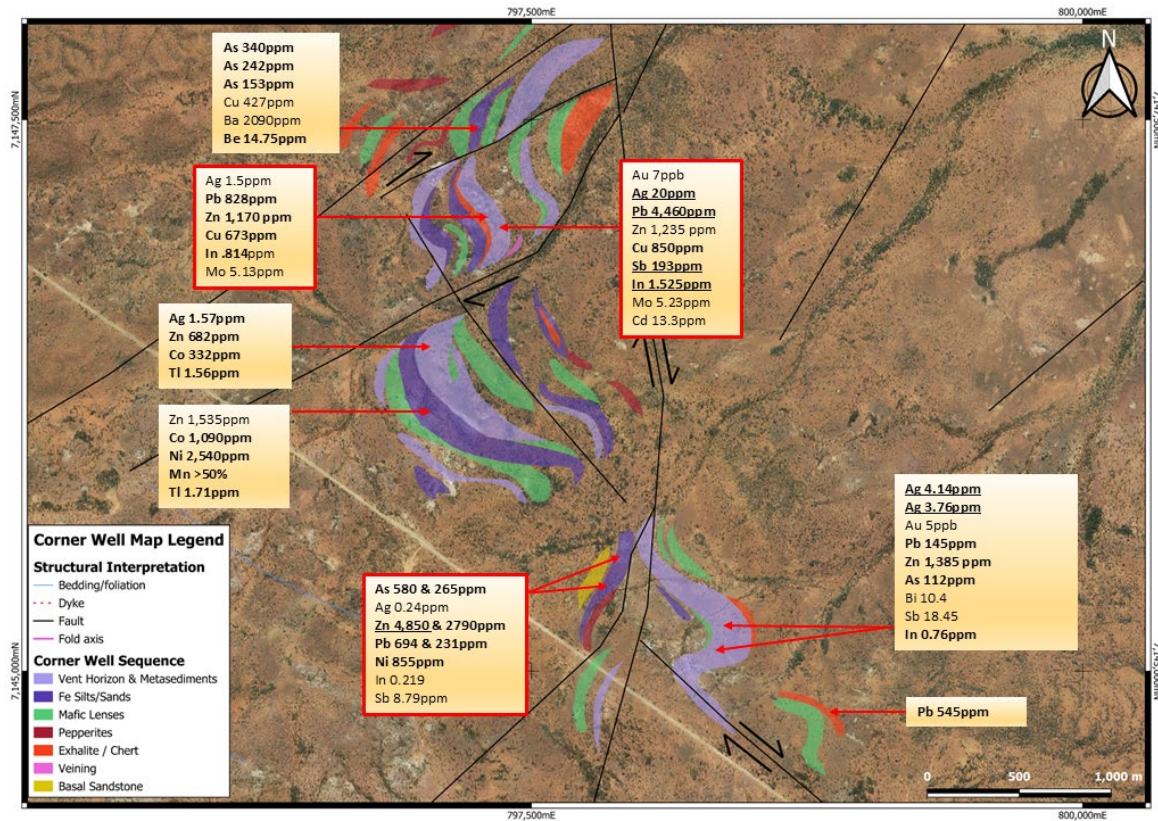 797,500mE
800,000mE
7,147,500mN
7,147,500mN
N
As 340ppm
As 242ppm
As 153ppm
Cu 427ppm
Ba 2090ppm
Be 14.75ppm
Ag 1.5ppm
Pb 828ppm
Zn 1,170 ppm
Cu 673ppm
In .814ppm
Mo 5.13ppm
Au 7ppb
Ag 20ppm
Pb 4,460ppm
Zn 1,235 ppm
Cu 850ppm
Sb 193ppm
In 1.525ppm
Mo 5.23ppm
Cd 13.3ppm
Ag 1.57ppm
Zn 682ppm
Co 332ppm
Tl 1.56ppm
Zn 1,535ppm
Co 1,090ppm
Ni 2,540ppm
Mn >50%
Tl 1.71ppm
Ag 4.14ppm
Ag 3.76ppm
Au 5ppb
Pb 145ppm
Zn 1,385 ppm
As 112ppm
Bi 10.4
Sb 18.45
In 0.76ppm
As 580 & 265ppm
Ag 0.24ppm
Zn 4,850 & 2790ppm
Pb 694 & 231ppm
Ni 855ppm
In 0.219
Sb 8.79ppm
Pb 545ppm
Corner Well Map Legend
Structural Interpretation
Bedding/foliation
Dyke
Fault
Fold axis
Corner Well Sequence
Vent Horizon & Metasediments
Fe Silts/Sands
Mafic Lenses
Pepperites
Exhalite / Chert
Veining
Basal Sandstone
7,145,000mN
7,145,000mN
0 500 1,000 m
797,500mE
800,000mE